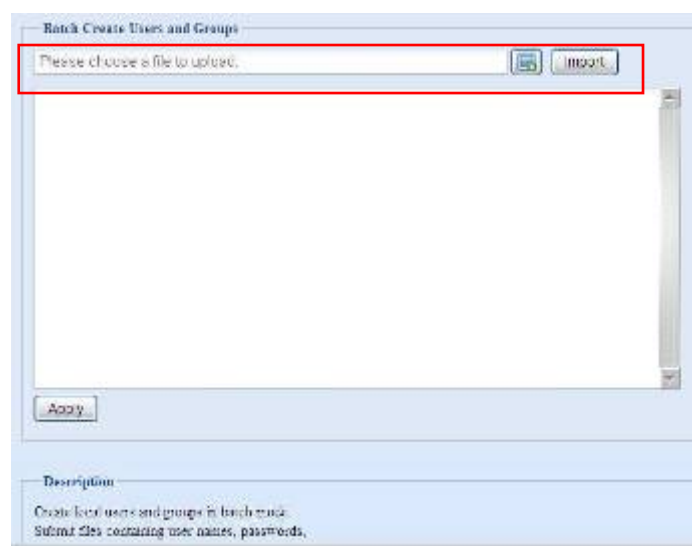 Batch Create Users and Groups
Please choose a file to upload.
Import
Apply
Description
Create local users and groups in batch mode.
Submit files containing user names, passwords,